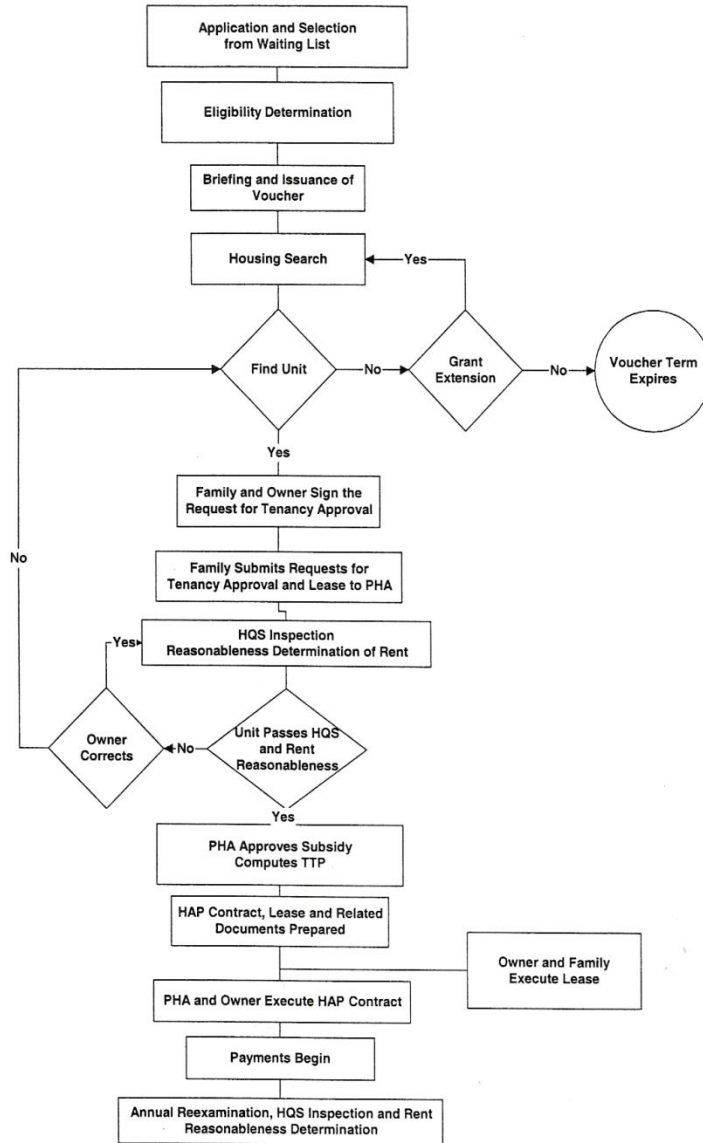 Application and Selection
from Waiting List
Eligibility Determination
Briefing and Issuance of
Voucher
Housing Search
Yes
Find Unit
No
Grant
Extension
No
Voucher Term
Expires
Yes
Family and Owner Sign the
Request for Tenancy Approval
No
Family Submits Requests for
Tenancy Approval and Lease to PHA
Yes
HQS Inspection
Reasonableness Determination of Rent
Owner
Corrects
No
Unit Passes HQS
and Rent
Reasonableness
Yes
PHA Approves Subsidy
Computes TTP
HAP Contract, Lease and Related
Documents Prepared
Owner and Family
Execute Lease
PHA and Owner Execute HAP Contract
Payments Begin
Annual Reexamination, HQS Inspection and Rent
Reasonableness Determination